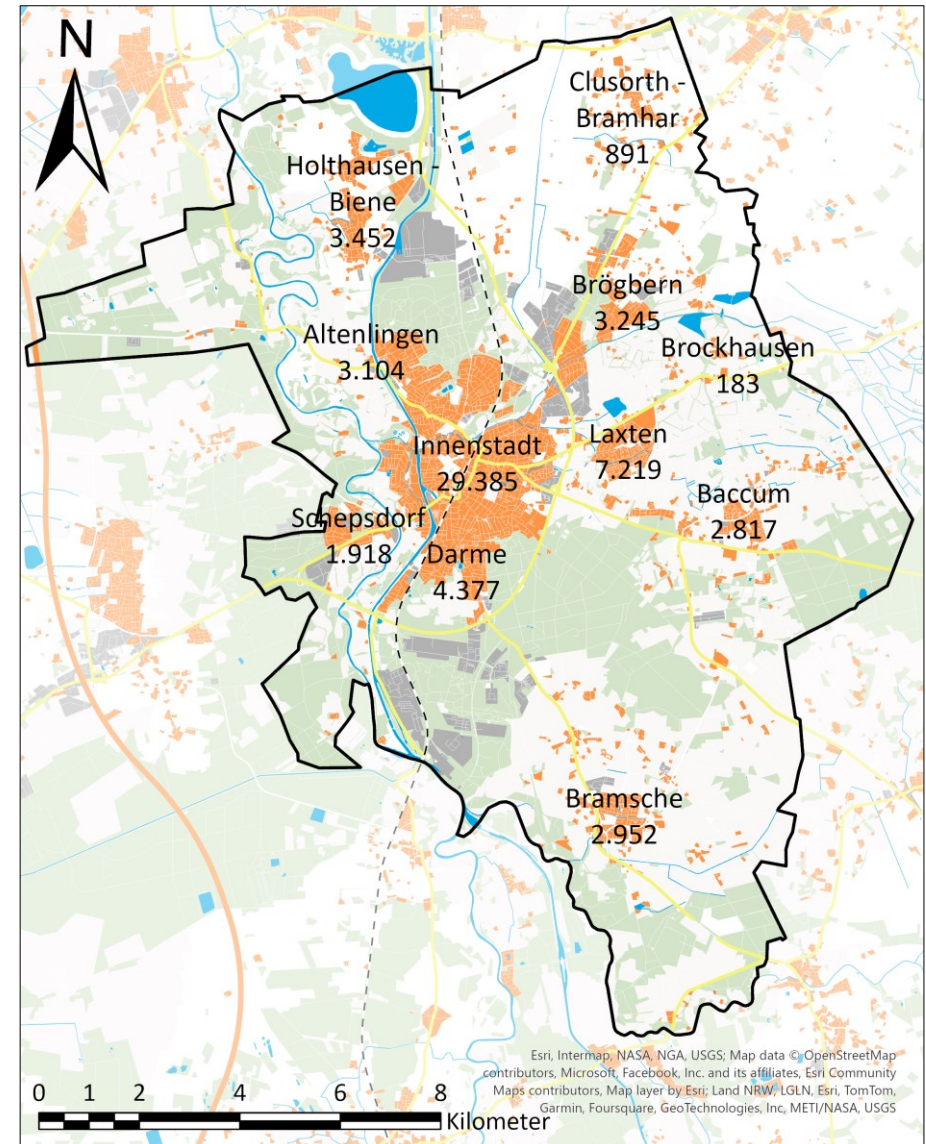 N
Clusorth -
Bramhar
891
Holthausen -
Biene
3.452
Brögbern
3.245
Altenlingen
3.104
Brockhausen
183
Innenstadt
29.385
Laxten
7.219
Baccum
2.817
Schepsdorf
1.918
Darme
4.377
Bramsche
2.952
Esri, Intermap, NASA, NGA, USGS; Map data © OpenStreetMap
contributors, Microsoft, Facebook, Inc. and its affiliates, Esri Community
Maps contributors, Map layer by Esri; Land NRW, LGLN, Esri, TomTom,
Garmin, Foursquare, GeoTechnologies, Inc, METI/NASA, USGS
0 1 2 4 6 8
Kilometer